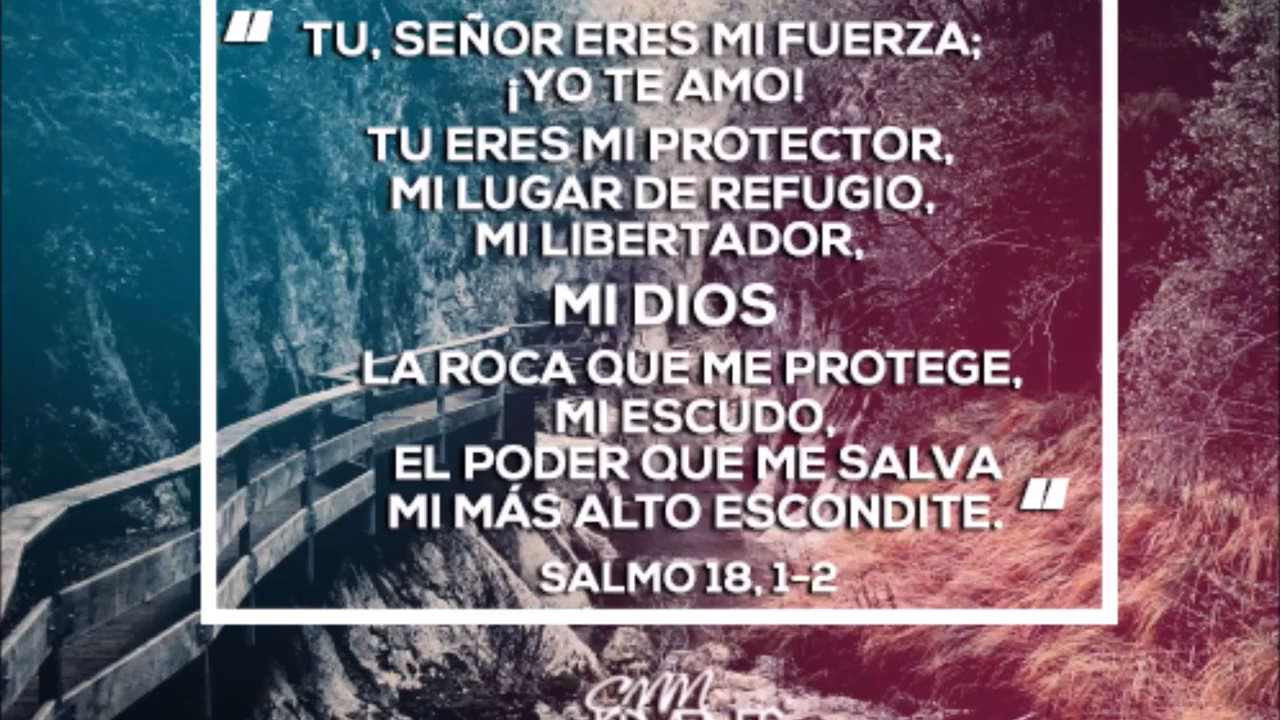 " TU, SEÑOR ERES MI FUERZA;
¡YO TE AMO!
TU ERES MI PROTECTOR,
MI LUGAR DE REFUGIO,
MI LIBERTADOR,
MI DIOS
LA ROCA QUE ME PROTEGE,
MI ESCUDO,
EL PODER QUE ME SALVA
MI MÁS ALTO ESCONDITE. "
SALMO 18, 1-2